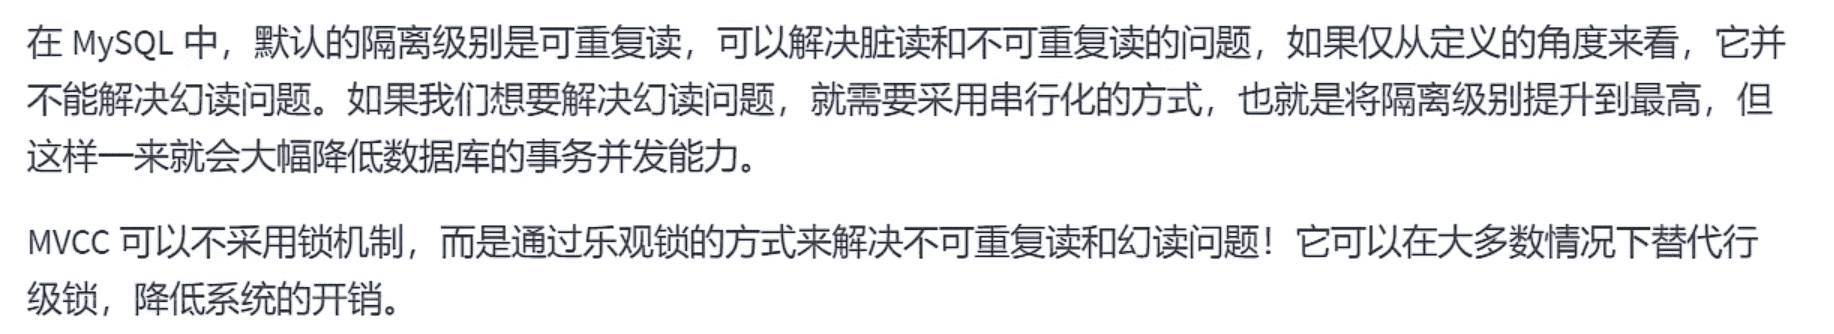 在 MySQL 中，默认的隔离级别是可重复读，可以解决脏读和不可重复读的问题，如果仅从定义的角度来看，它并
不能解决幻读问题。如果我们想要解决幻读问题，就需要采用串行化的方式，也就是将隔离级别提升到最高，但
这样一来就会大幅降低数据库的事务并发能力。
MVCC 可以不采用锁机制，而是通过乐观锁的方式来解决不可重复读和幻读问题！它可以在大多数情况下替代行
级锁，降低系统的开销。